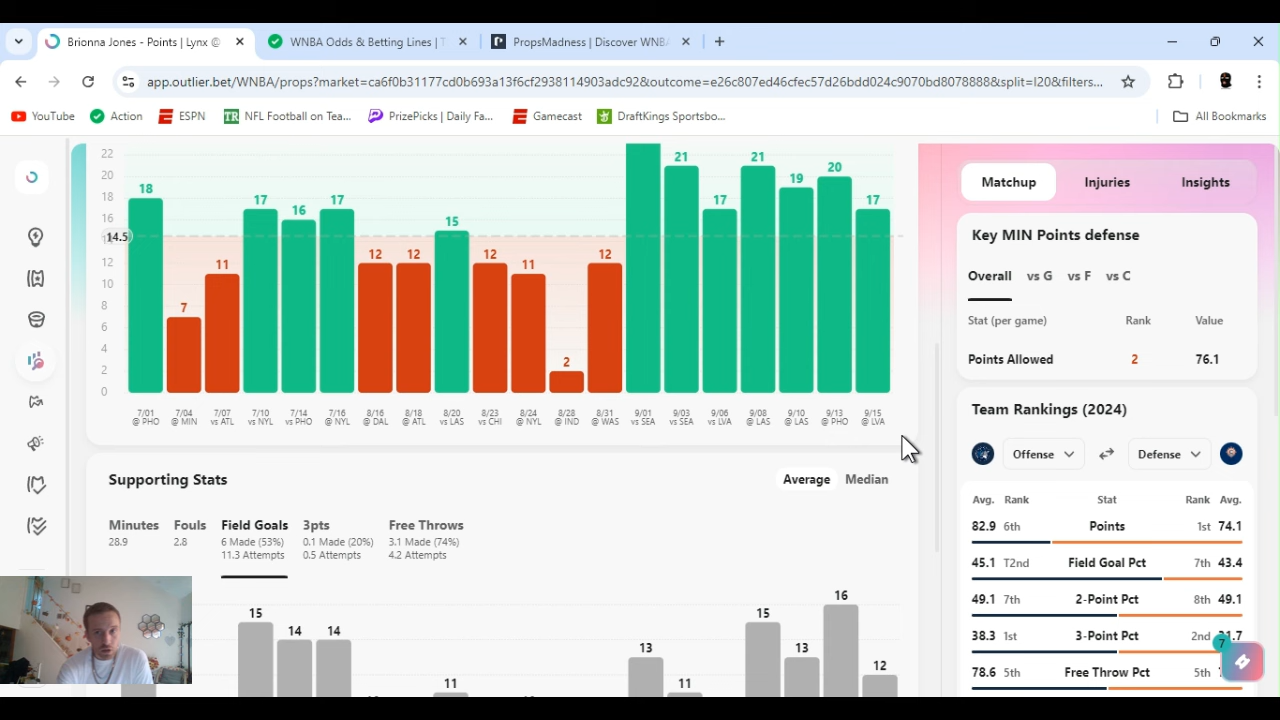 Brionna Jones - Points | Lynx @
WNBA Odds & Betting Lines | T
PropsMadness | Discover WNBA
app.outlier.bet/WNBA/props?market=ca6f0b31177cd0b693a13f6cf2938114903adc92&outcome=e26c807ed46cfec57d26bdd024c9070bd8078888&split=l20&filters...
YouTube Action ESPN NFL Football on Tea... PrizePicks | Daily Fa... Gamecast DraftKings Sportsbo... All Bookmarks
22
20
18
16
14.5
12
10
8
6
4
2
0
18 7 11 17 16 17 12 12 15 12 11 2 12 21 17 21 19 20 17
7/01 7/04 7/07 7/10 7/14 7/16 8/16 8/18 8/20 8/23 8/24 8/28 8/31 9/01 9/03 9/06 9/08 9/10 9/13 9/15
@ PHO @ MIN vs ATL vs NYL vs PHO @ NYL @ DAL @ ATL vs LAS vs CHI @ NYL @ IND @ WAS vs SEA vs SEA vs LVA @ LAS @ LAS @ PHO @ LVA
Supporting Stats
Average Median
Minutes Fouls Field Goals 3pts Free Throws
28.9 2.8 6 Made (53%) 0.1 Made (20%) 3.1 Made (74%)
11.3 Attempts 0.5 Attempts 4.2 Attempts
15 14 14 11 13 11 15 13 16 12
Matchup Injuries Insights
Key MIN Points defense
Overall vs G vs F vs C
Stat (per game) Rank Value
Points Allowed 2 76.1
Team Rankings (2024)
Offense Defense
Avg. Rank Stat Rank Avg.
82.9 6th Points 1st 74.1
45.1 T2nd Field Goal Pct 7th 43.4
49.1 7th 2-Point Pct 8th 49.1
38.3 1st 3-Point Pct 2nd
7
78.6 5th Free Throw Pct 5th